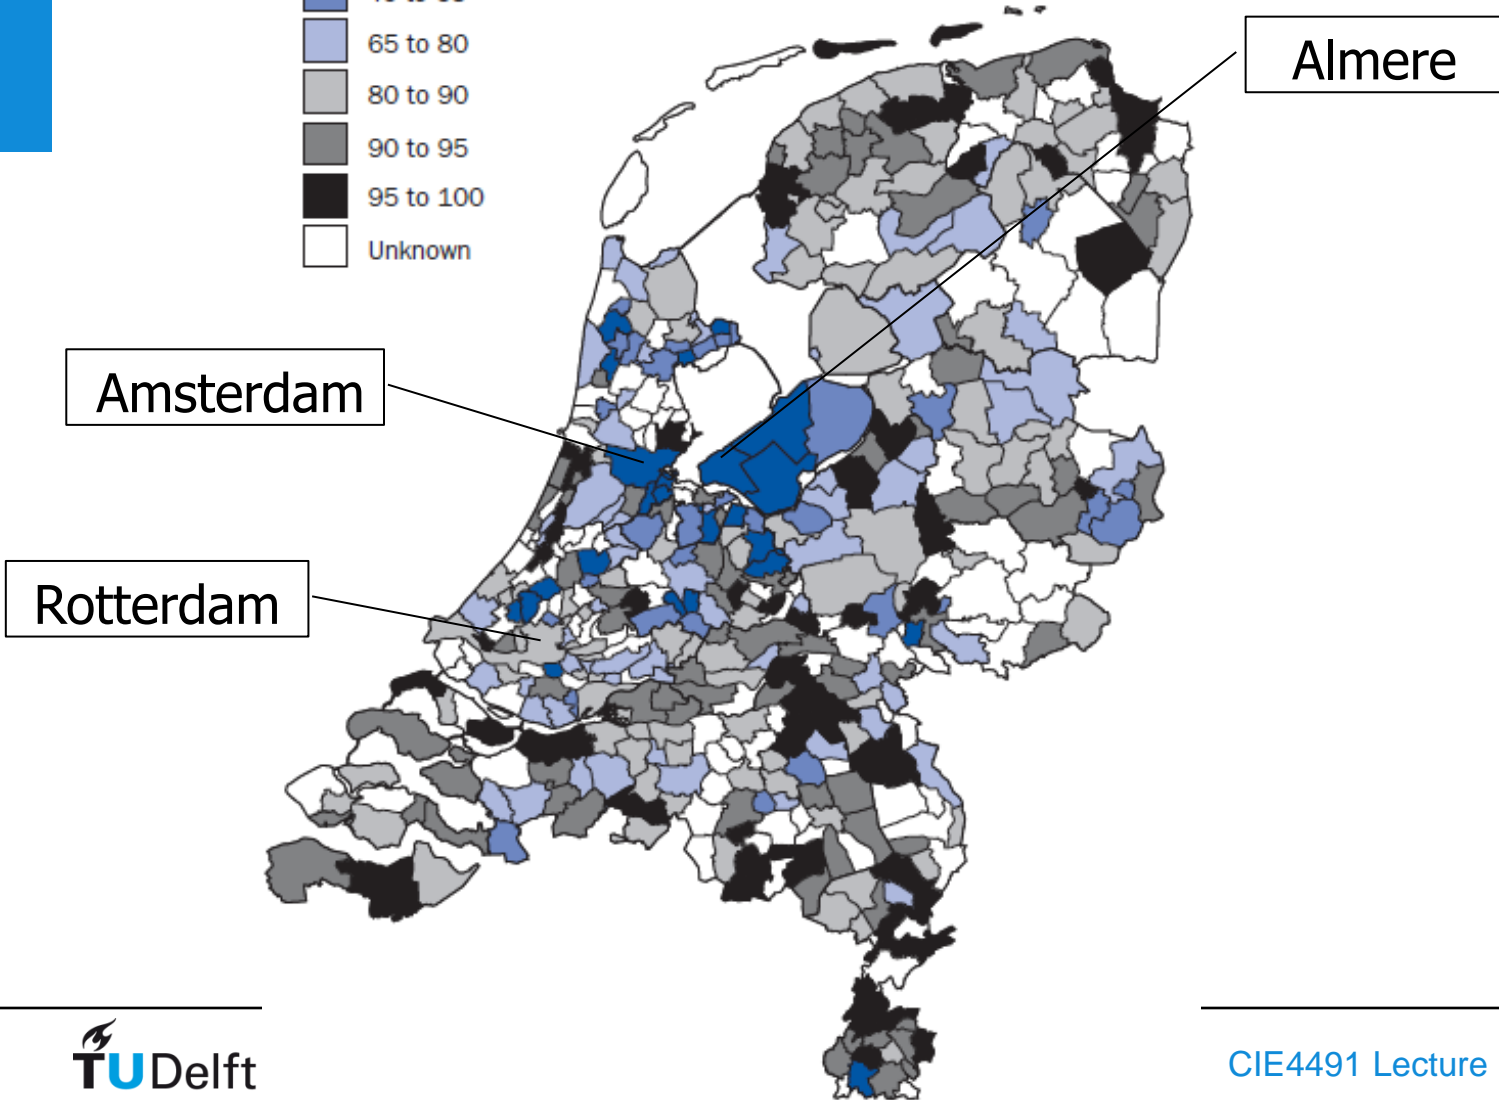 65 to 80
80 to 90
90 to 95
95 to 100
Unknown
Almere
Amsterdam
Rotterdam
TUDelft
CIE4491 Lecture